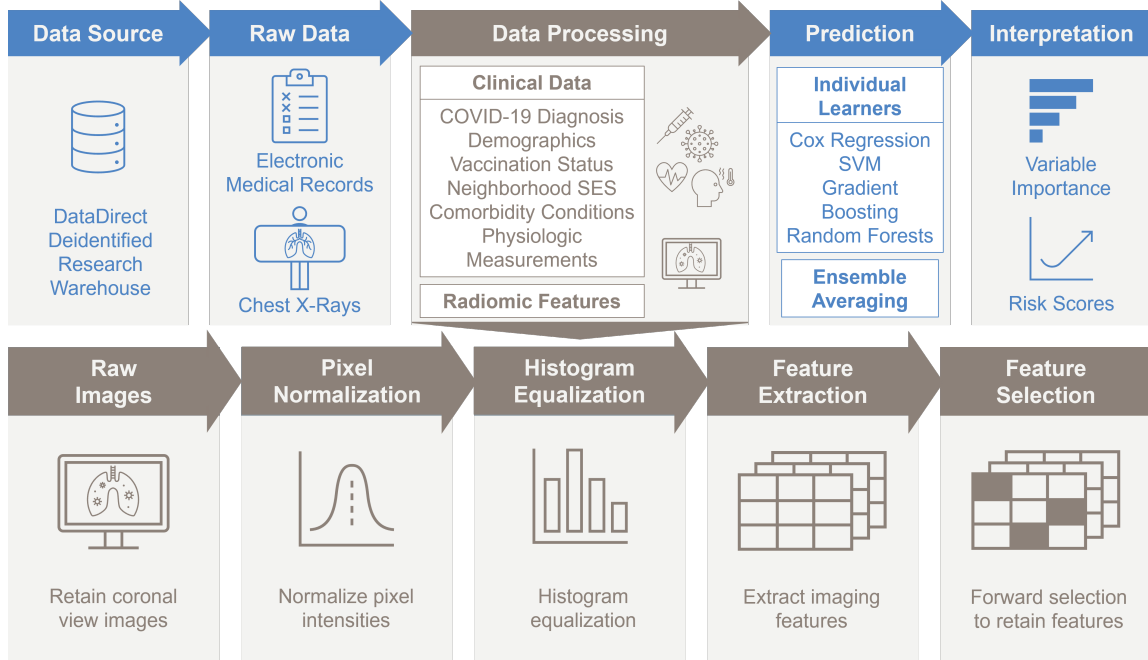 Data Source
Raw Data
Data Processing
Prediction
Interpretation
DataDirect
Deidentified
Research
Warehouse
Electronic
Medical Records
Chest X-Rays
Clinical Data
COVID-19 Diagnosis
Demographics
Vaccination Status
Neighborhood SES
Comorbidity Conditions
Physiologic
Measurements
Radiomic Features
Individual
Learners
Cox Regression
SVM
Gradient
Boosting
Random Forests
Ensemble
Averaging
Variable
Importance
Risk Scores
Raw
Images
Pixel
Normalization
Histogram
Equalization
Feature
Extraction
Feature
Selection
Retain coronal
view images
Normalize pixel
intensities
Histogram
equalization
Extract imaging
features
Forward selection
to retain features